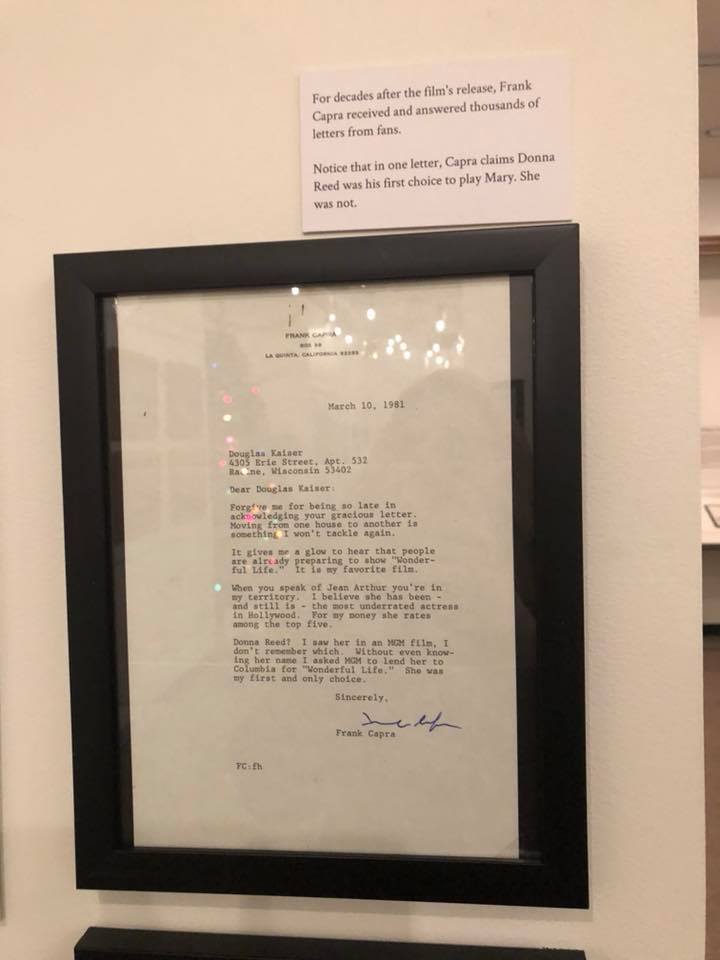 For decades after the film's release, Frank
Capra received and answered thousands of
letters from fans.
Notice that in one letter, Capra claims Donna
Reed was his first choice to play Mary. She
was not.
FRANK CAPRA
BOX 98
LA QUINTA, CALIFORNIA
March 10, 1981
Douglas Kaiser
4305 Erie Street, Apt. 532
Racine, Wisconsin 53402
Dear Douglas Kaiser:
Forgive me for being so late in
acknowledging your gracious letter.
Moving from one house to another is
something I won't tackle again.
It gives me a glow to hear that people
are already preparing to show "Wonder-
ful Life." It is my favorite film.
When you speak of Jean Arthur you're in
my territory. I believe she has been -
and still is - the most underrated actress
in Hollywood. For my money she rates
among the top five.
Donna Reed? I saw her in an MGM film, I
don't remember which. Without even know-
ing her name I asked MGM to lend her to
Columbia for "Wonderful Life." She was
my first and only choice.
Sincerely,
Frank Capra
FC:fh